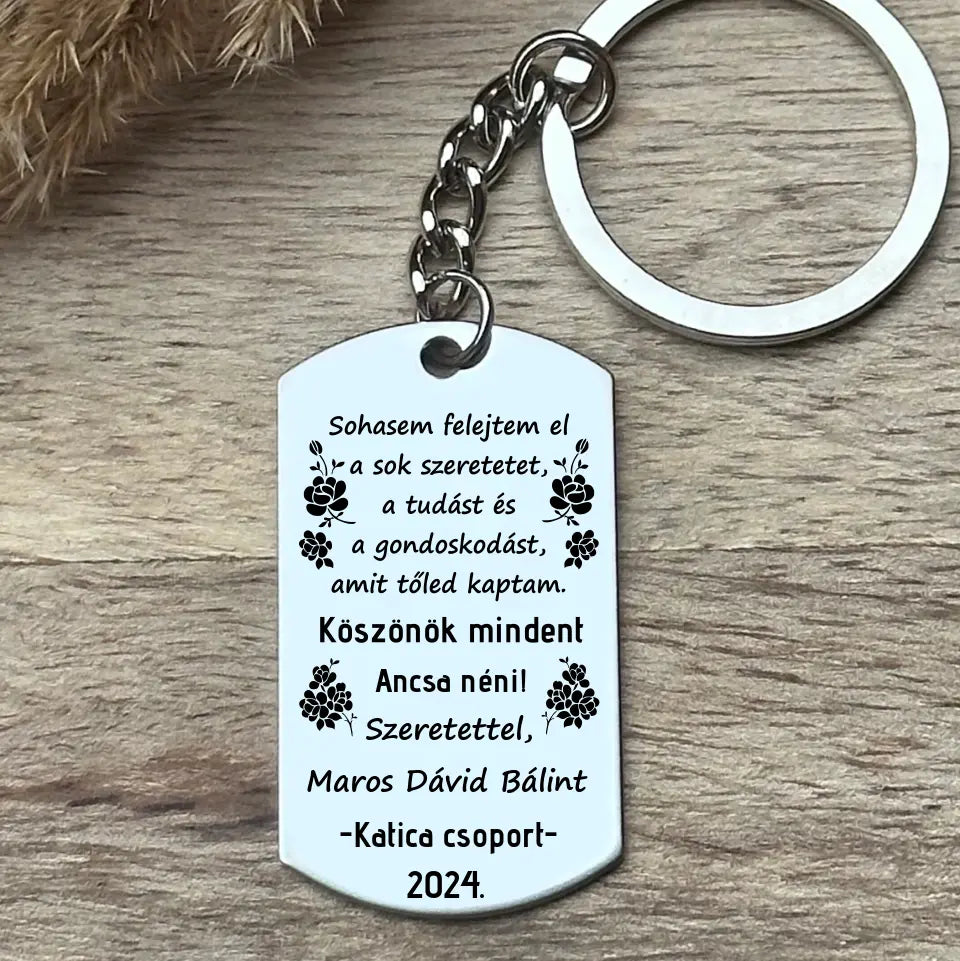 Sohasem felejtem el
a sok szeretetet,
a tudást és
a gondoskodást,
amit tőled kaptam.
Köszönök mindent
Ancsa néni!
Szeretettel,
Maros Dávid Bálint
-Katica csoport-
2024.